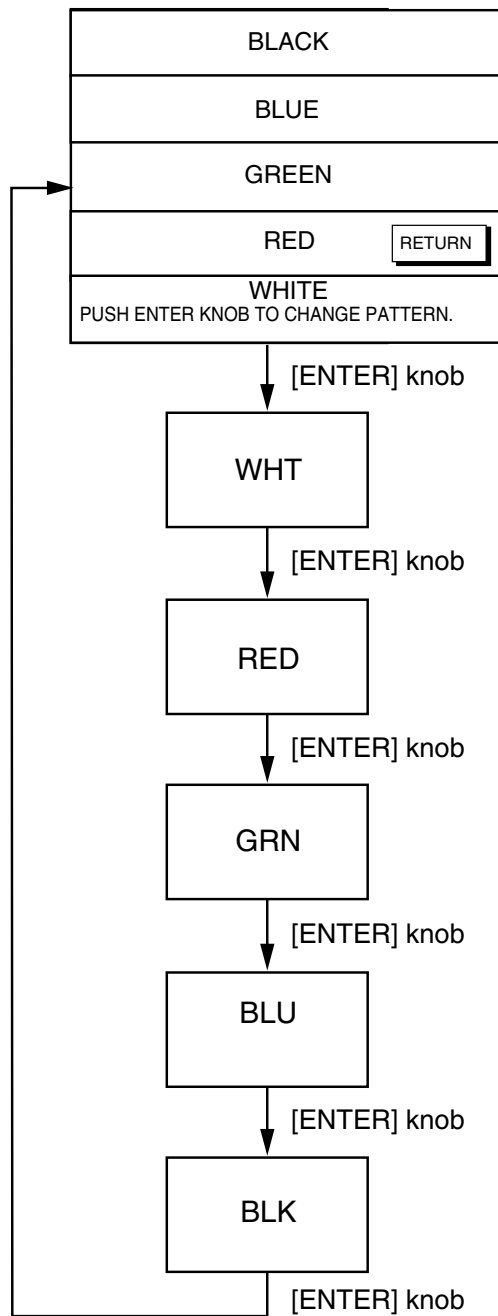 BLACK
BLUE
GREEN
RED
RETURN
WHITE
PUSH ENTER KNOB TO CHANGE PATTERN.
[ENTER] knob
WHT
[ENTER] knob
RED
[ENTER] knob
GRN
[ENTER] knob
BLU
[ENTER] knob
BLK
[ENTER] knob